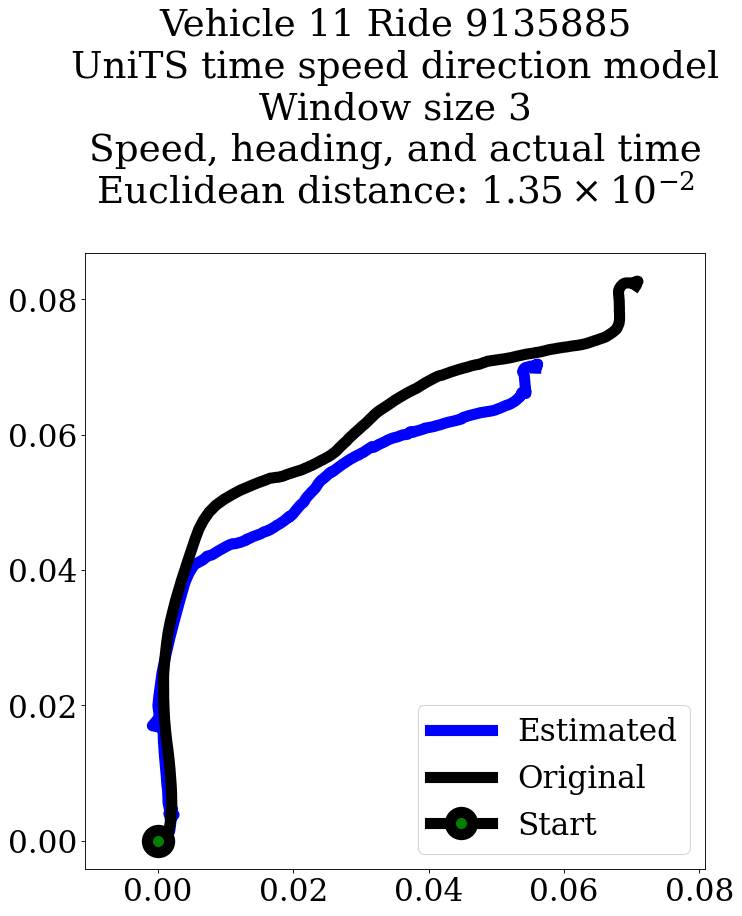 Vehicle 11 Ride 9135885
UniTS time speed direction model
Window size 3
Speed, heading, and actual time
Euclidean distance: $1.35 \times 10^{-2}$
0.08
0.06
0.04
0.02
0.00
Estimated
Original
Start
0.00 0.02 0.04 0.06 0.08